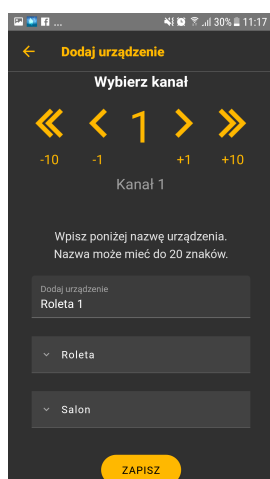 30% 11:17
Dodaj urządzenie
Wybierz kanał
1
-10 -1 +1 +10
Kanał 1
Wpisz poniżej nazwę urządzenia.
Nazwa może mieć do 20 znaków.
Dodaj urządzenie
Roleta 1
Roleta
Salon
ZAPISZ